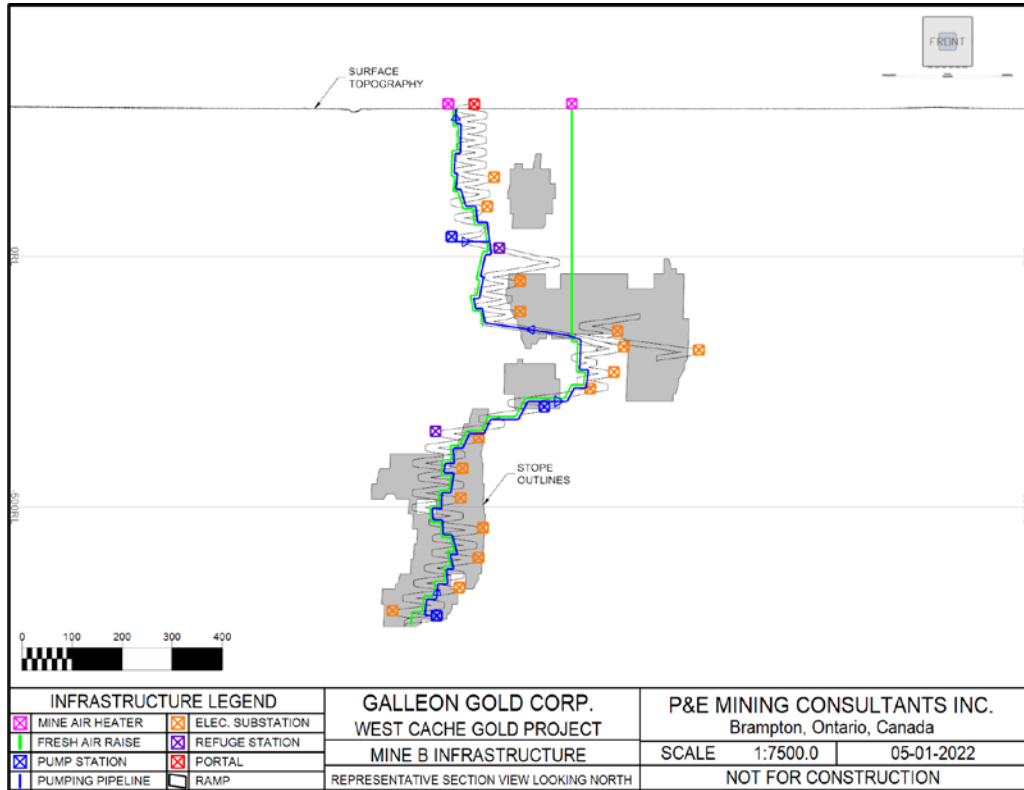 FRONT
SURFACE
TOPOGRAPHY
0RL
STOPE
OUTLINES
0 100 200 300 400
INFRASTRUCTURE LEGEND
MINE AIR HEATER
ELEC. SUBSTATION
FRESH AIR RAISE
REFUGE STATION
PUMP STATION
PORTAL
PUMPING PIPELINE
RAMP
GALLEON GOLD CORP.
WEST CACHE GOLD PROJECT
MINE B INFRASTRUCTURE
REPRESENTATIVE SECTION VIEW LOOKING NORTH
P&E MINING CONSULTANTS INC.
Brampton, Ontario, Canada
SCALE 1:7500.0 05-01-2022
NOT FOR CONSTRUCTION